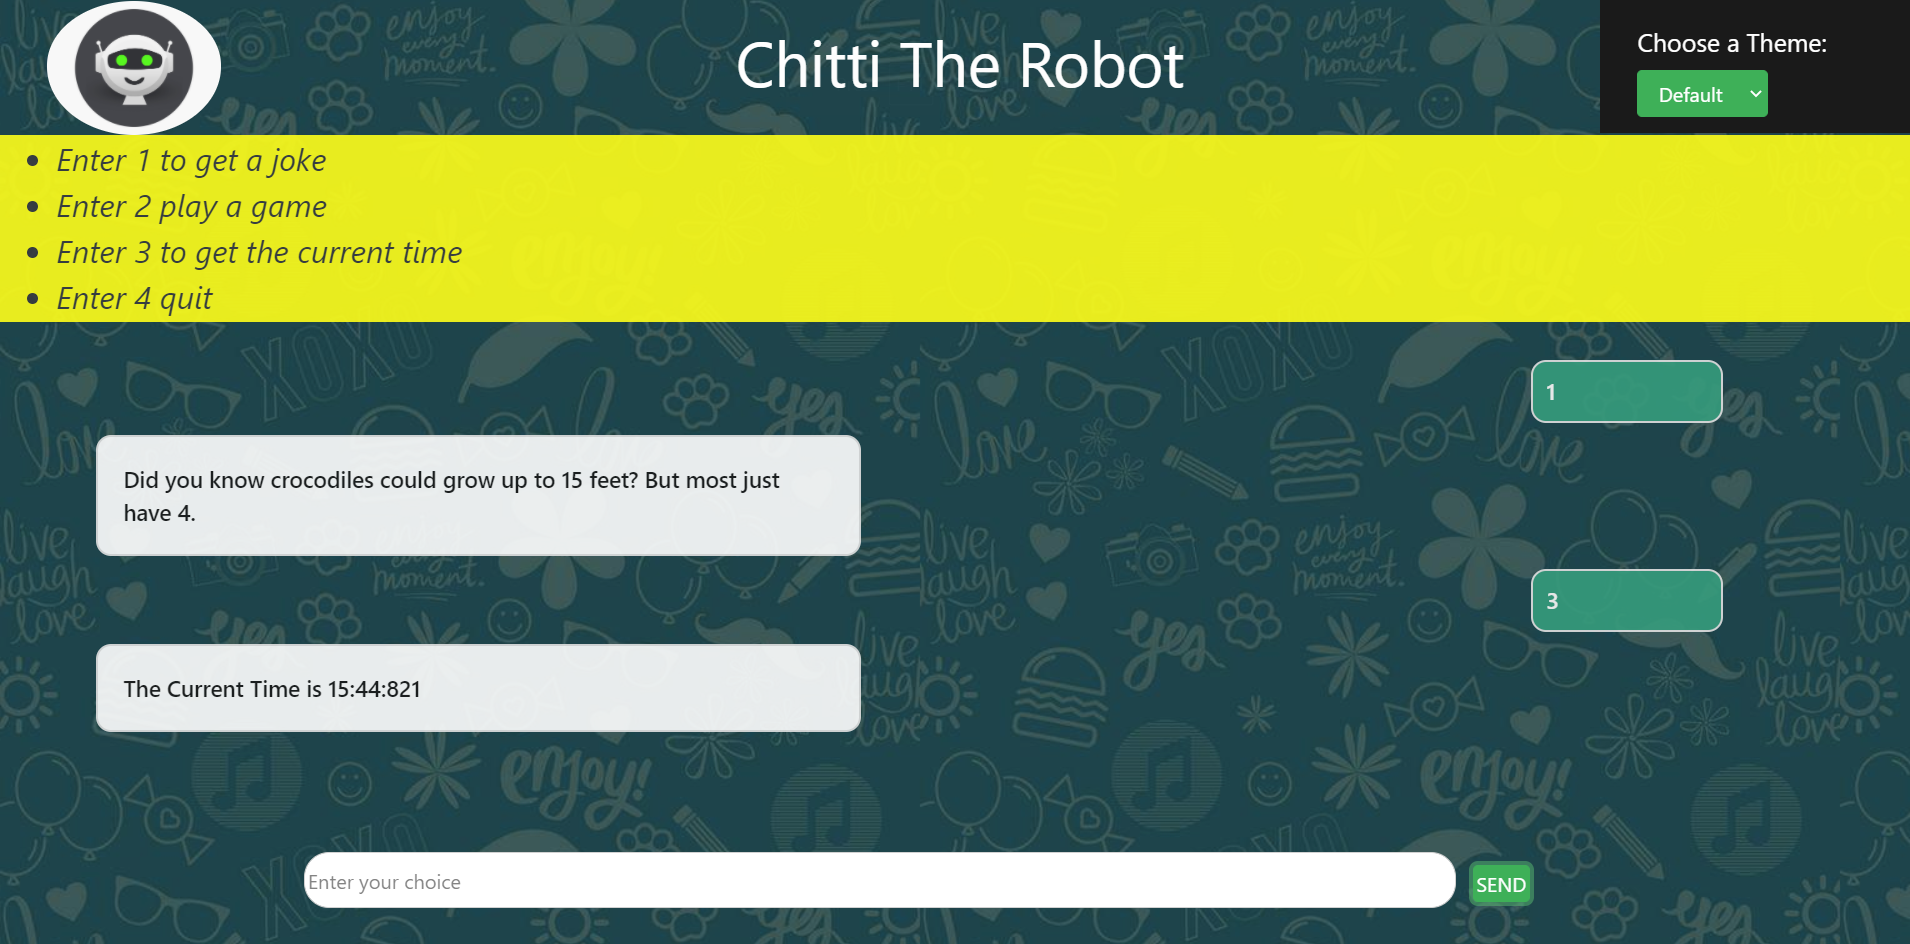 Chitti The Robot
Choose a Theme:
Default
Enter 1 to get a joke
Enter 2 play a game
Enter 3 to get the current time
Enter 4 quit
1
Did you know crocodiles could grow up to 15 feet? But most just
have 4.
3
The Current Time is 15:44:821
Enter your choice
SEND